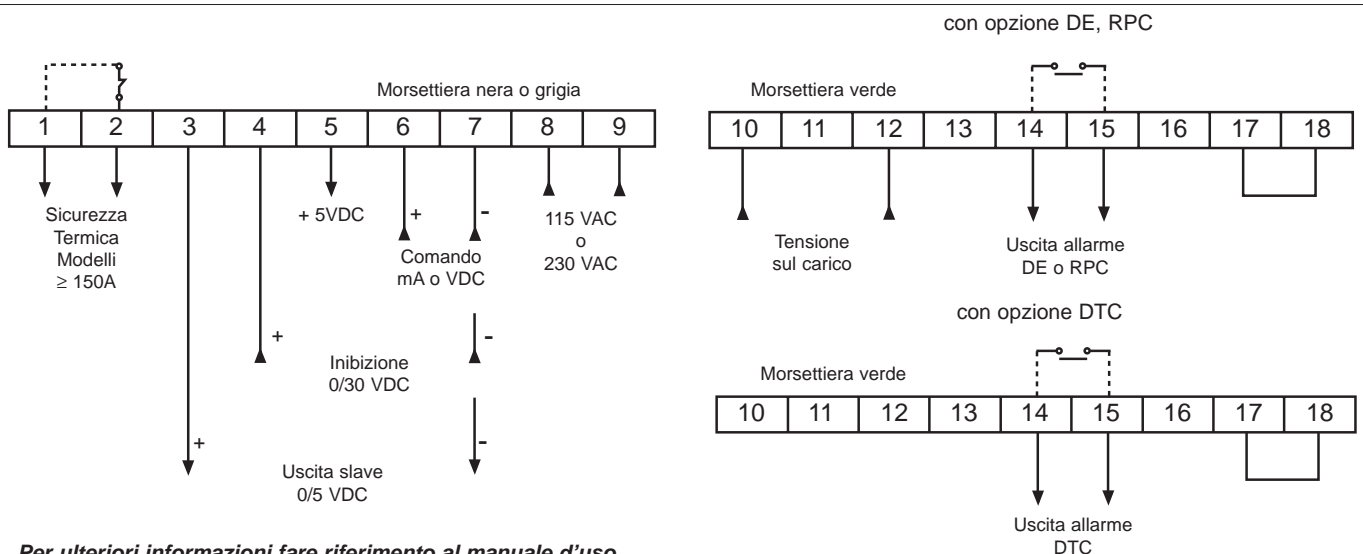 con opzione DE, RPC
Morsettiera nera o grigia
1 2 3 4 5 6 7 8 9
+ 5VDC
+ -
Sicurezza
Termica
Modelli
≥ 150A
Comando
mA o VDC
115 VAC
o
230 VAC
+ -
Inibizione
0/30 VDC
+ -
Uscita slave
0/5 VDC
Morsettiera verde
10 11 12 13 14 15 16 17 18
Tensione
sul carico
Uscita allarme
DE o RPC
con opzione DTC
Morsettiera verde
10 11 12 13 14 15 16 17 18
Uscita allarme
DTC
Per ulteriori informazioni fare riferimento al manuale d'uso